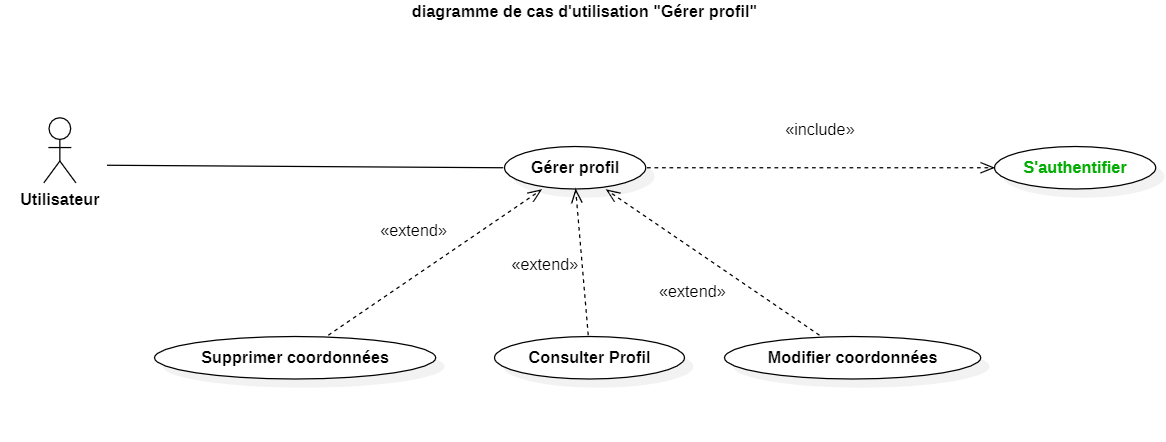 diagramme de cas d'utilisation "Gérer profil"
«include»
Gérer profil
S'authentifier
Utilisateur
«extend»
«extend»
«extend»
Supprimer coordonnées
Consulter Profil
Modifier coordonnées